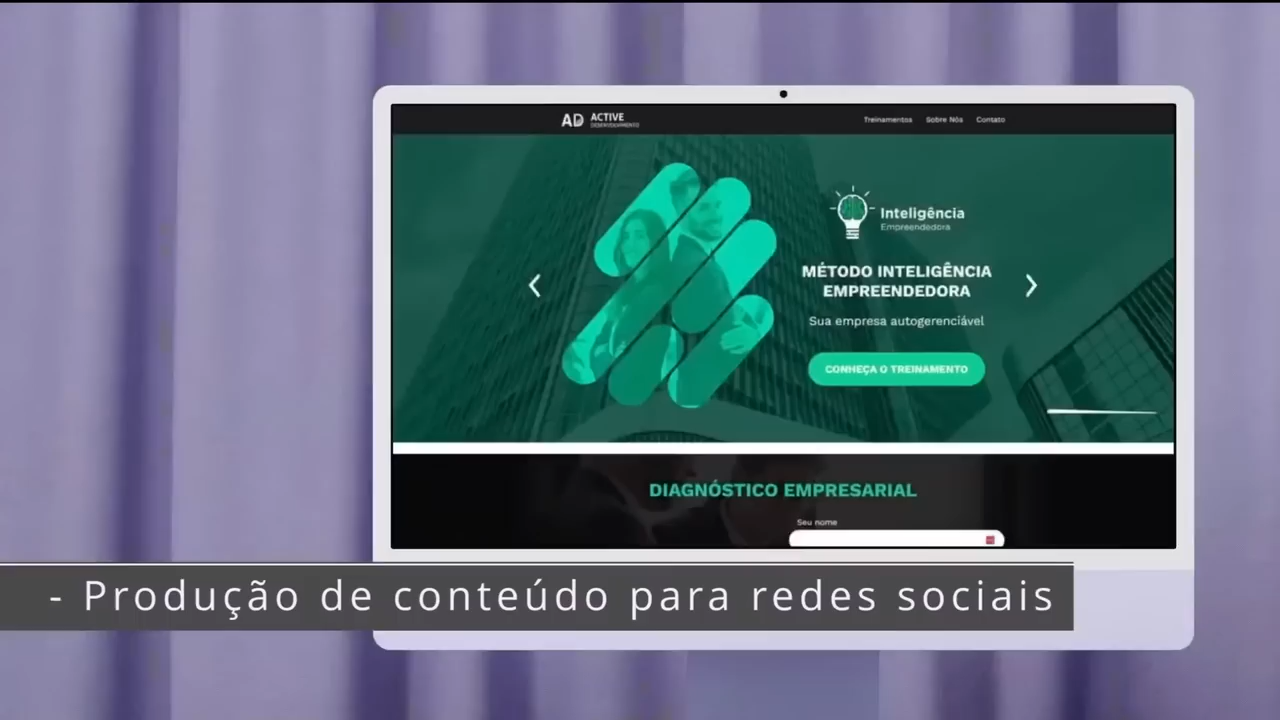 AD ACTIVE
DESENVOLVIMENTO
Treinamentos Sobre Nós Contato
Inteligência
Empreendedora
MÉTODO INTELIGÊNCIA
EMPREENDEDORA
Sua empresa autogerenciável
CONHEÇA O TREINAMENTO
DIAGNÓSTICO EMPRESARIAL
Seu nome
- Produção de conteúdo para redes sociais